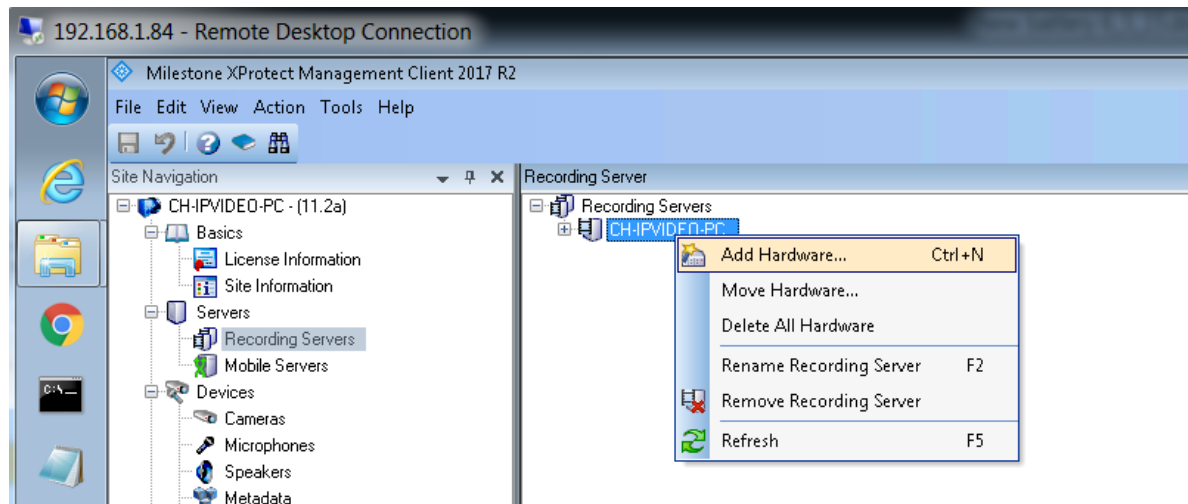 192.168.1.84 - Remote Desktop Connection
Milestone XProtect Management Client 2017 R2
File Edit View Action Tools Help
Site Navigation
CH-IPVIDEO-PC - (11.2a)
Basics
License Information
Site Information
Servers
Recording Servers
Mobile Servers
Devices
Cameras
Microphones
Speakers
Metadata
Recording Server
Recording Servers
CH-IPVIDEO-PC
Add Hardware... Ctrl+N
Move Hardware...
Delete All Hardware
Rename Recording Server F2
Remove Recording Server
Refresh F5
C:\_